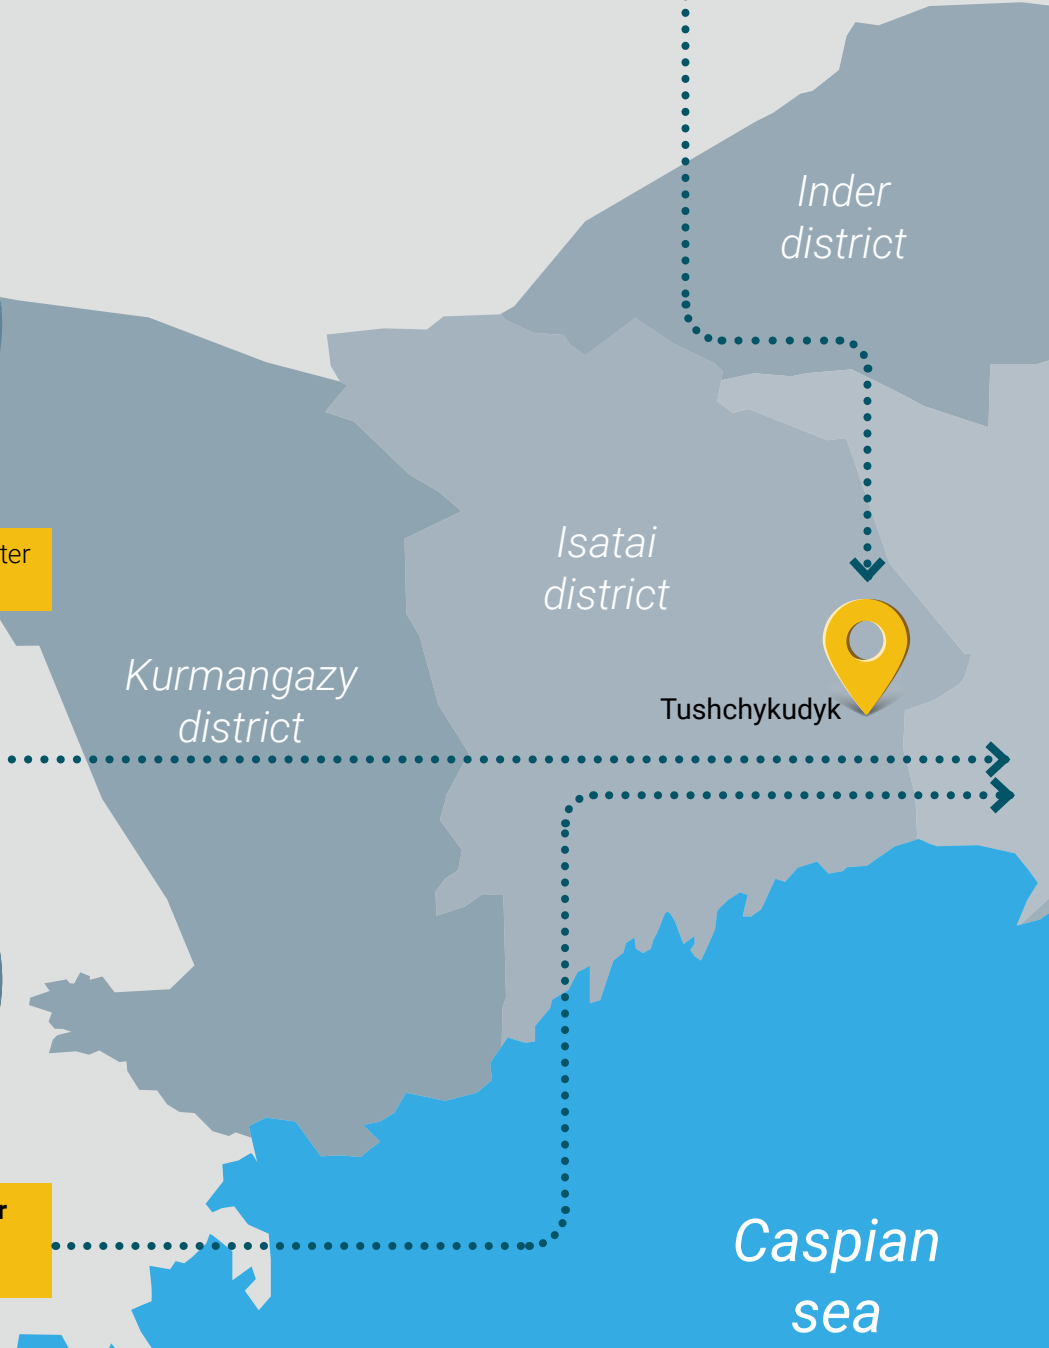 Inder
district
Isatai
district
ter
Kurmangazy
district
Tushchykudyk
r
Caspian
sea